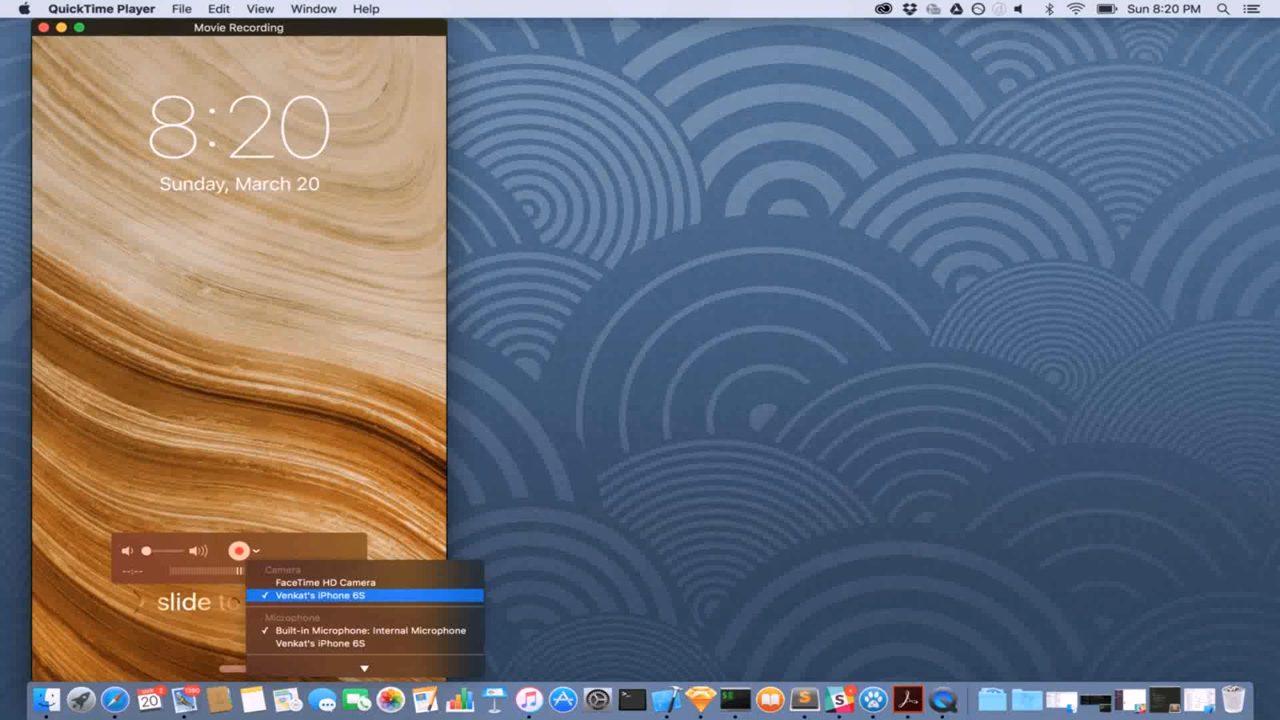 QuickTime Player File Edit View Window Help Sun 8:20 PM
Movie Recording
8:20
Sunday, March 20
--:--
slide to
Camera
FaceTime HD Camera
✓ Venkat's iPhone 6S
Microphone
✓ Built-in Microphone: Internal Microphone
Venkat's iPhone 6S
20